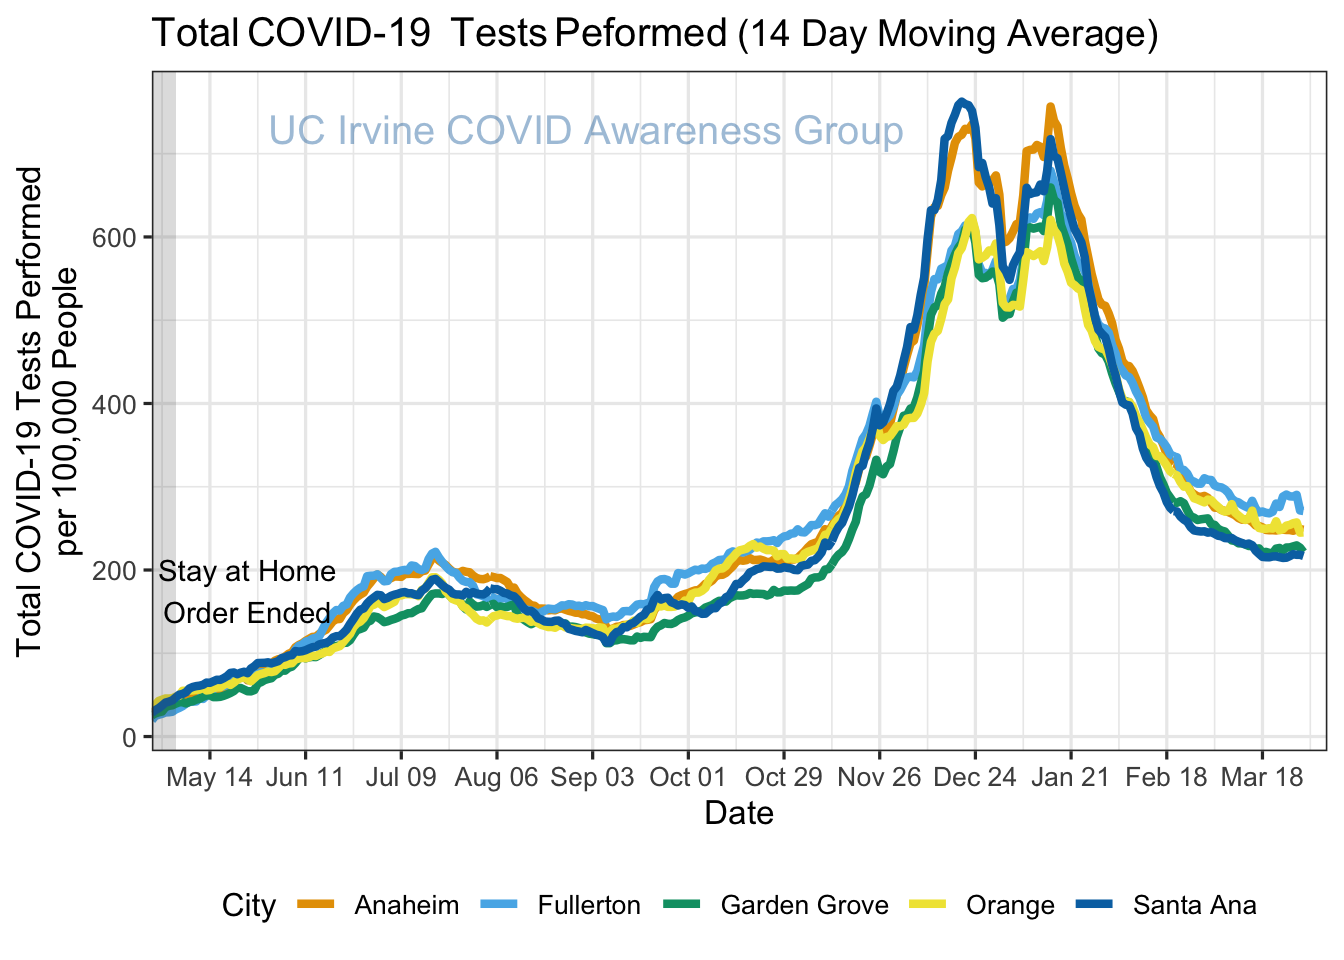 Total COVID-19 Tests Peformed (14 Day Moving Average)
UC Irvine COVID Awareness Group
Total COVID-19 Tests Performed
per 100,000 People
600
400
200
0
Stay at Home
Order Ended
May 14 Jun 11 Jul 09 Aug 06 Sep 03 Oct 01 Oct 29 Nov 26 Dec 24 Jan 21 Feb 18 Mar 18
Date
City Anaheim Fullerton Garden Grove Orange Santa Ana